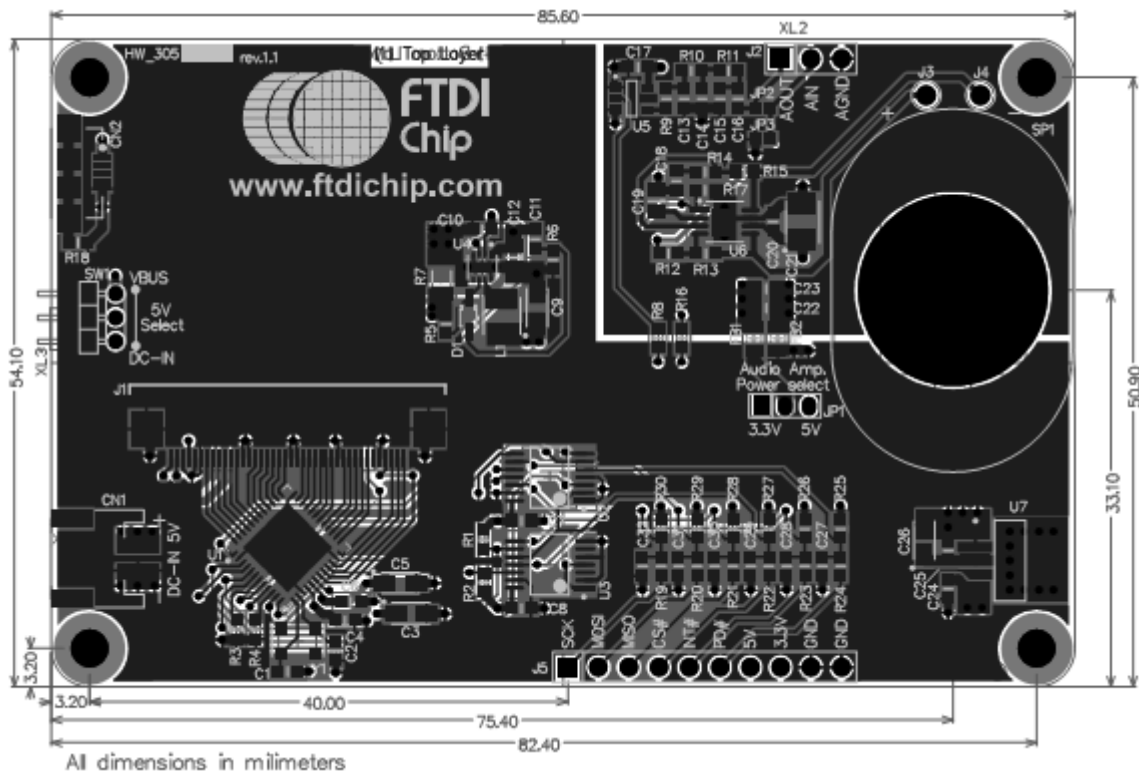 85.60
XL2
HW_305
rev.1.1
C17
R10
R11
J2
J3
J4
FTDI
Chip
CN2
JP2
AOUT
AIN
AGND
U5
R9
C13
C14
C15
C16
JP3
+
SP1
www.ftdichip.com
C18
R14
R15
R17
C19
C10
C12
C11
U4
R6
U6
R18
R12
R13
C20
C21
SW1
VBUS
R7
5V
Select
C9
R8
R16
C23
C22
R5
D1
L1
DC-IN
XL3
54.10
50.90
Audio Amp.
Power select
J1
JP1
3.3V
5V
CN1
R30
R29
R28
R27
R26
R25
33.10
U7
+
5V
DC-IN
R1
C27
C26
C5
R2
U3
C25
C24
C8
R19
R20
R21
R22
R23
R24
C3
R3
R4
C2
C1
SCK
MOSI
MISO
CS#
INT#
PD#
5V
3.3V
GND
GND
J5
3.20
3.20
40.00
75.40
82.40
All dimensions in milimeters